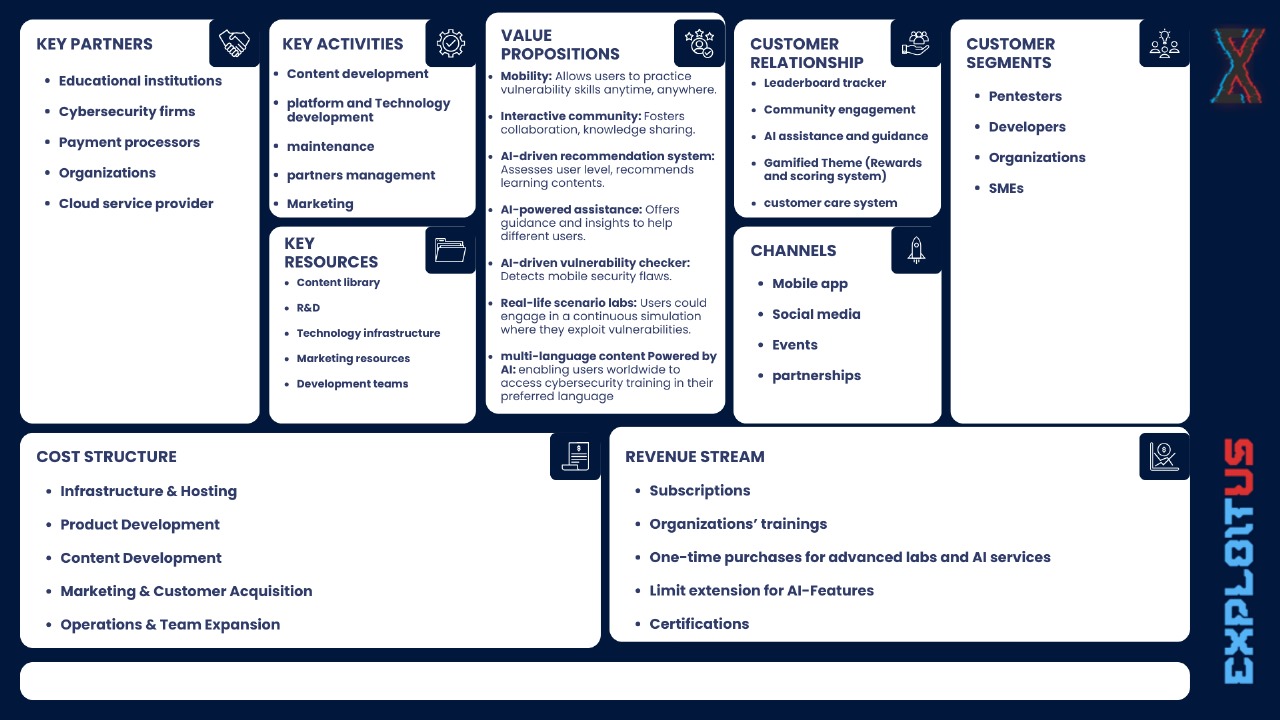 KEY PARTNERS
• Educational institutions
• Cybersecurity firms
• Payment processors
• Organizations
• Cloud service provider
KEY ACTIVITIES
• Content development
• platform and Technology
development
• maintenance
• partners management
• Marketing
KEY
RESOURCES
• Content library
• R&D
• Technology infrastructure
• Marketing resources
• Development teams
VALUE
PROPOSITIONS
• Mobility: Allows users to practice
vulnerability skills anytime, anywhere.
• Interactive community: Fosters
collaboration, knowledge sharing.
• AI-driven recommendation system:
Assesses user level, recommends
learning contents.
• AI-powered assistance: Offers
guidance and insights to help
different users.
• AI-driven vulnerability checker:
Detects mobile security flaws.
• Real-life scenario labs: Users could
engage in a continuous simulation
where they exploit vulnerabilities.
• multi-language content Powered by
AI: enabling users worldwide to
access cybersecurity training in their
preferred language
CUSTOMER
RELATIONSHIP
• Leaderboard tracker
• Community engagement
• AI assistance and guidance
• Gamified Theme (Rewards
and scoring system)
• customer care system
CHANNELS
• Mobile app
• Social media
• Events
• partnerships
CUSTOMER
SEGMENTS
• Pentesters
• Developers
• Organizations
• SMEs
COST STRUCTURE
• Infrastructure & Hosting
• Product Development
• Content Development
• Marketing & Customer Acquisition
• Operations & Team Expansion
REVENUE STREAM
• Subscriptions
• Organizations’ trainings
• One-time purchases for advanced labs and AI services
• Limit extension for AI-Features
• Certifications
X
EXPL0ITUS